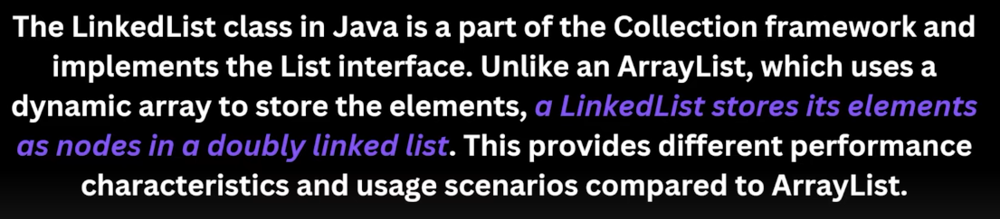 The LinkedList class in Java is a part of the Collection framework and
implements the List interface. Unlike an ArrayList, which uses a
dynamic array to store the elements, a LinkedList stores its elements
as nodes in a doubly linked list. This provides different performance
characteristics and usage scenarios compared to ArrayList.